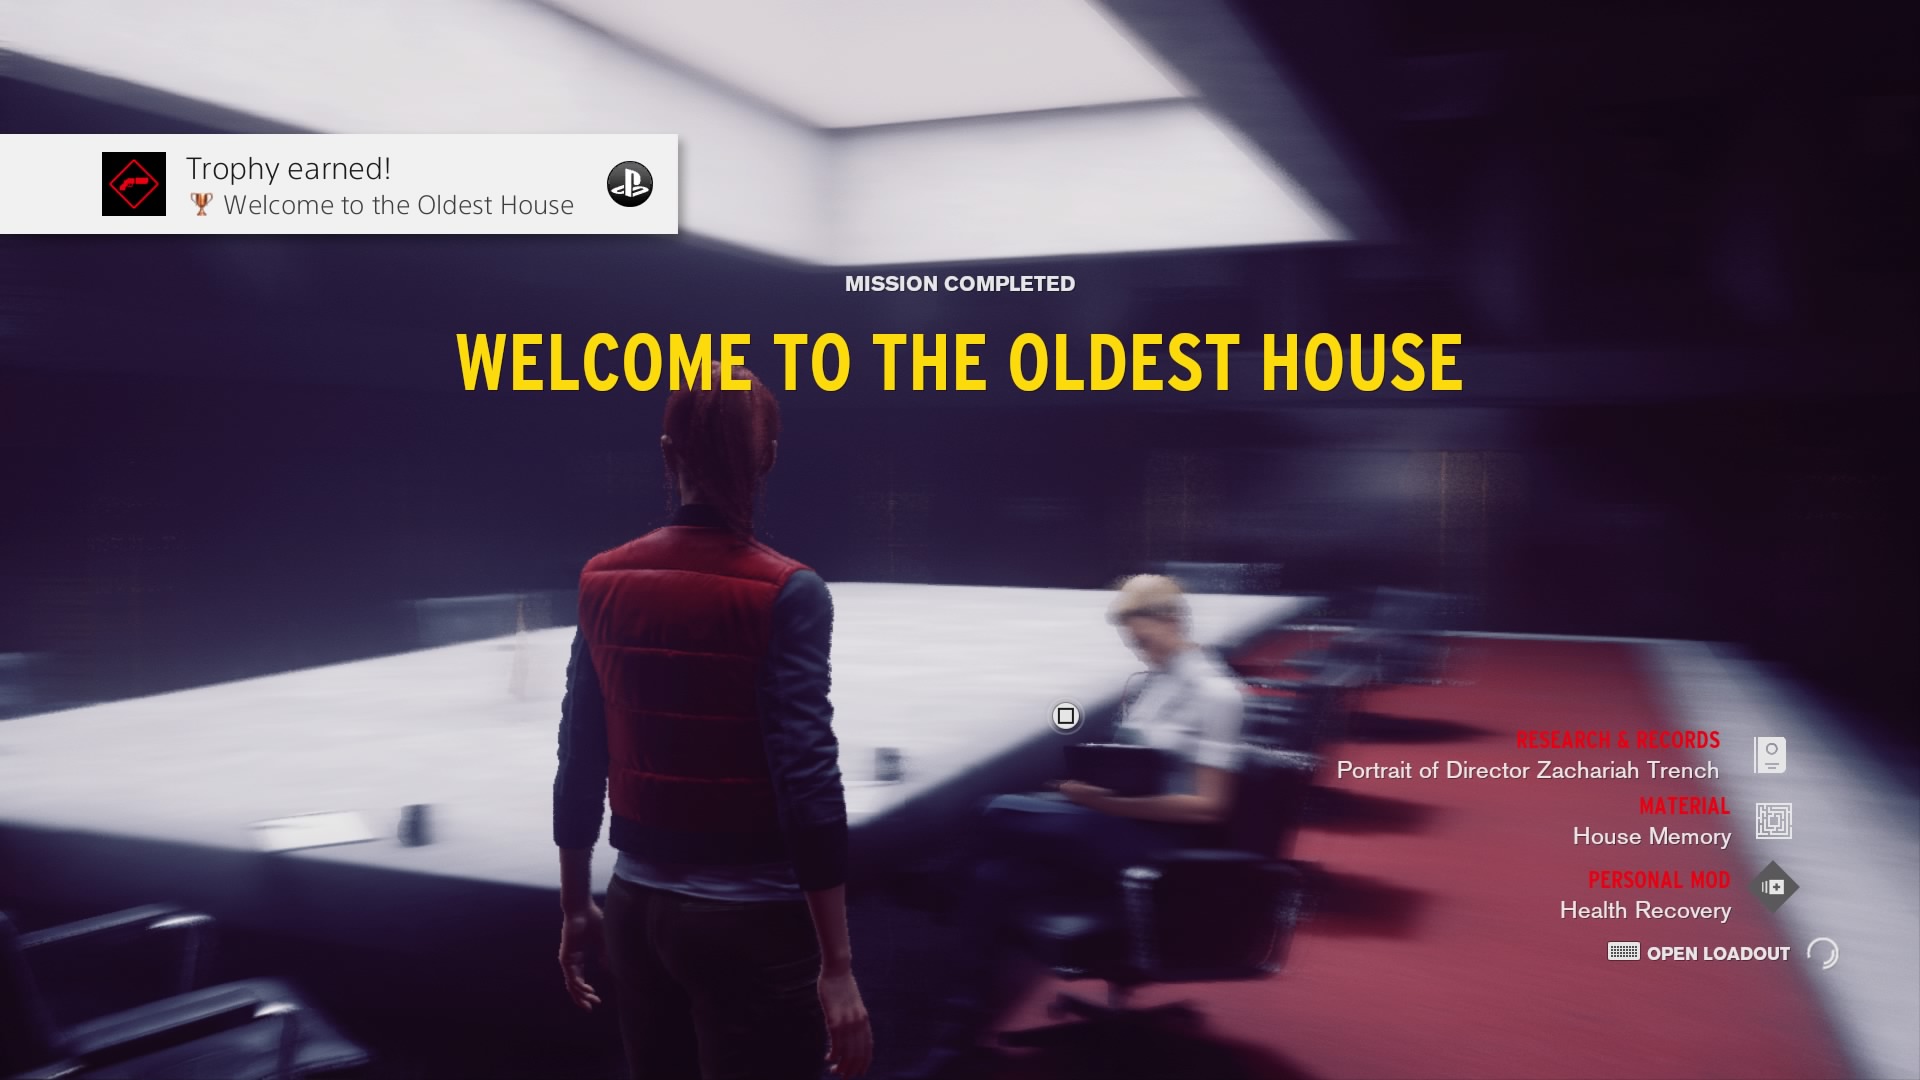 Trophy earned!
Welcome to the Oldest House
MISSION COMPLETED
WELCOME TO THE OLDEST HOUSE
RESEARCH & RECORDS
Portrait of Director Zachariah Trench
MATERIAL
House Memory
PERSONAL MOD
Health Recovery
OPEN LOADOUT